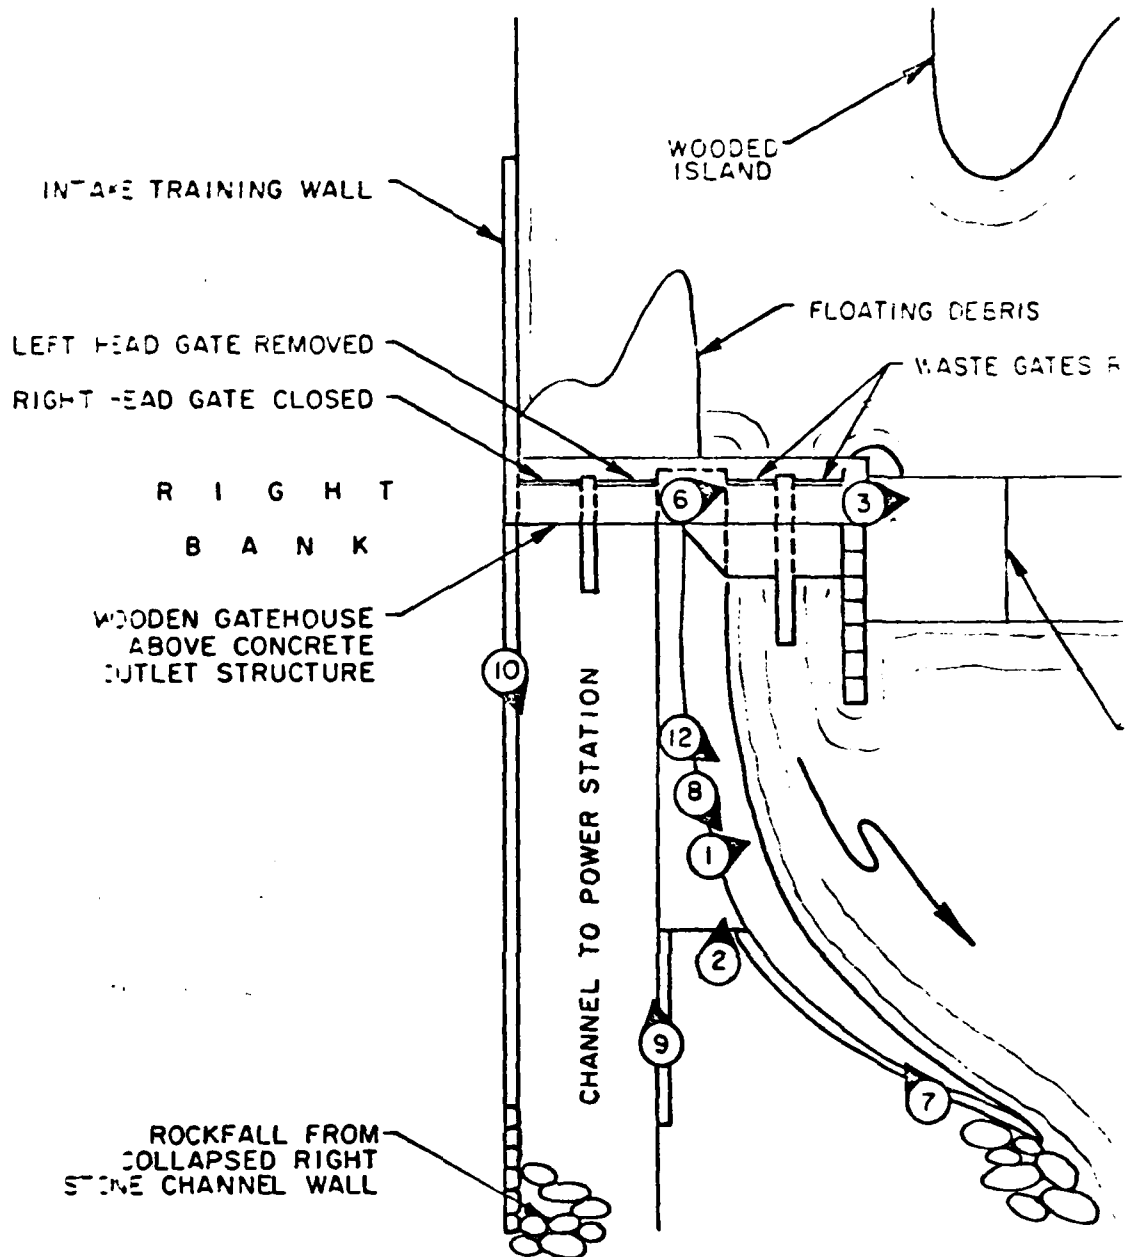 WOODED
ISLAND
INTAKE TRAINING WALL
FLOATING DEBRIS
LEFT HEAD GATE REMOVED
WASTE GATES R
RIGHT HEAD GATE CLOSED
RIGHT
BANK
6
3
WOODEN GATEHOUSE
ABOVE CONCRETE
OUTLET STRUCTURE
10
CHANNEL TO POWER STATION
12
8
1
2
9
7
ROCKFALL FROM
COLLAPSED RIGHT
STONE CHANNEL WALL